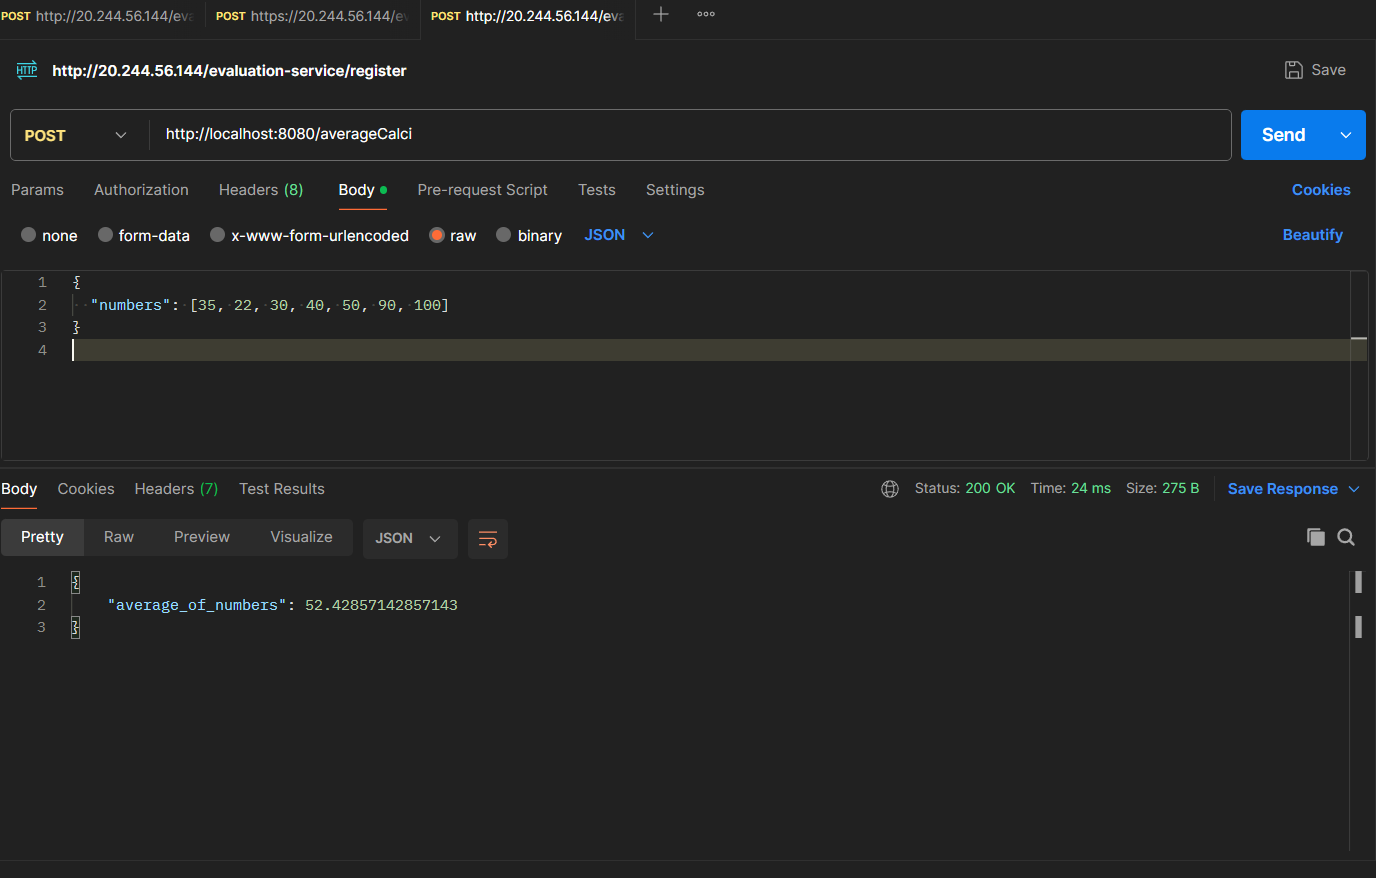 POST http://20.244.56.144/eva POST https://20.244.56.144/ev POST http://20.244.56.144/eva
HTTP http://20.244.56.144/evaluation-service/register Save
POST http://localhost:8080/averageCalci Send
Params Authorization Headers (8) Body Pre-request Script Tests Settings Cookies
none form-data x-www-form-urlencoded raw binary JSON Beautify
1 {
2 "numbers": [35, 22, 30, 40, 50, 90, 100]
3 }
4
Body Cookies Headers (7) Test Results Status: 200 OK Time: 24 ms Size: 275 B Save Response
Pretty Raw Preview Visualize JSON
1 {
2 "average_of_numbers": 52.42857142857143
3 }